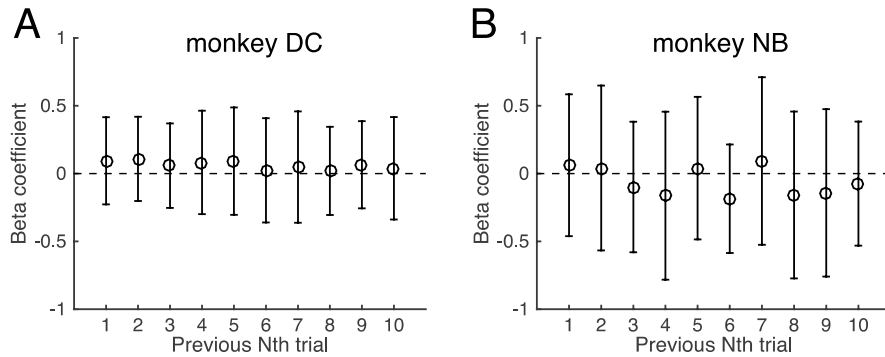 A
monkey DC
1
0.5
0
-0.5
-1
Beta coefficient
1 2 3 4 5 6 7 8 9 10
Previous Nth trial
B
monkey NB
1
0.5
0
-0.5
-1
Beta coefficient
1 2 3 4 5 6 7 8 9 10
Previous Nth trial